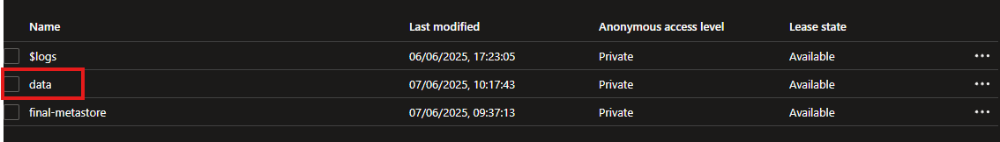 Name Last modified Anonymous access level Lease state
$logs 06/06/2025, 17:23:05 Private Available ...
data 07/06/2025, 10:17:43 Private Available ...
final-metastore 07/06/2025, 09:37:13 Private Available ...